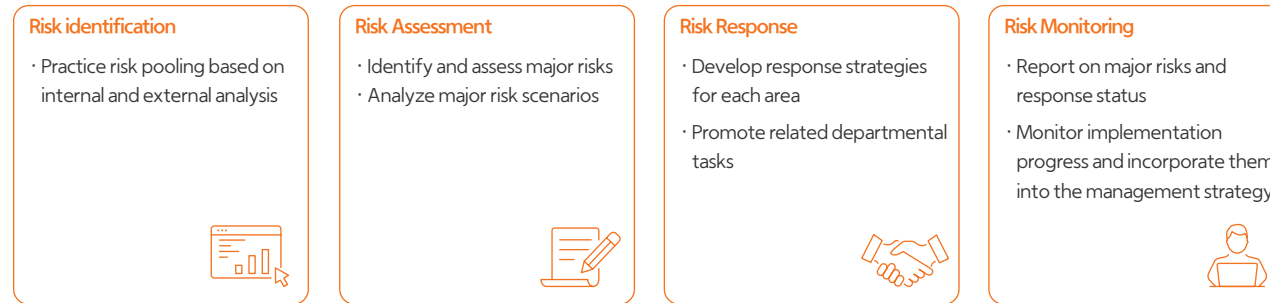 Risk identification
· Practice risk pooling based on
internal and external analysis
Risk Assessment
· Identify and assess major risks
· Analyze major risk scenarios
Risk Response
· Develop response strategies
for each area
· Promote related departmental
tasks
Risk Monitoring
· Report on major risks and
response status
· Monitor implementation
progress and incorporate them
into the management strategy